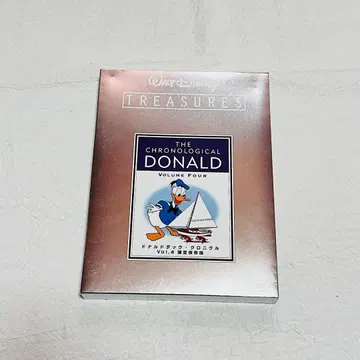 WALT DISNEY
TREASURES
THE
CHRONOLOGICAL
DONALD
VOLUME FOUR
ドナルドダック・クロニクル
Vol.4 限定保存版